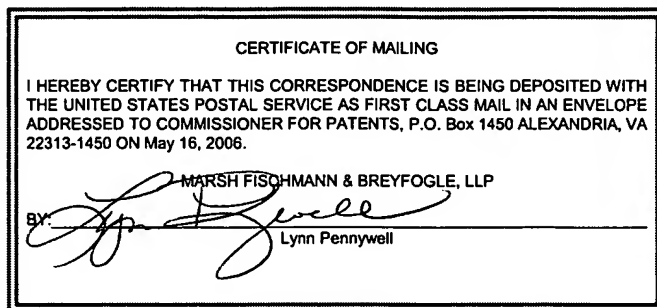 CERTIFICATE OF MAILING
I HEREBY CERTIFY THAT THIS CORRESPONDENCE IS BEING DEPOSITED WITH
THE UNITED STATES POSTAL SERVICE AS FIRST CLASS MAIL IN AN ENVELOPE
ADDRESSED TO COMMISSIONER FOR PATENTS, P.O. Box 1450 ALEXANDRIA, VA
22313-1450 ON May 16, 2006.
MARSH FISCHMANN & BREYFOGLE, LLP
BY:
Lynn Pennywell